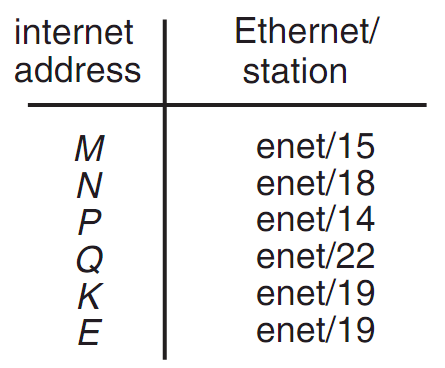 internet Ethernet/
address station
M enet/15
N enet/18
P enet/14
Q enet/22
K enet/19
E enet/19